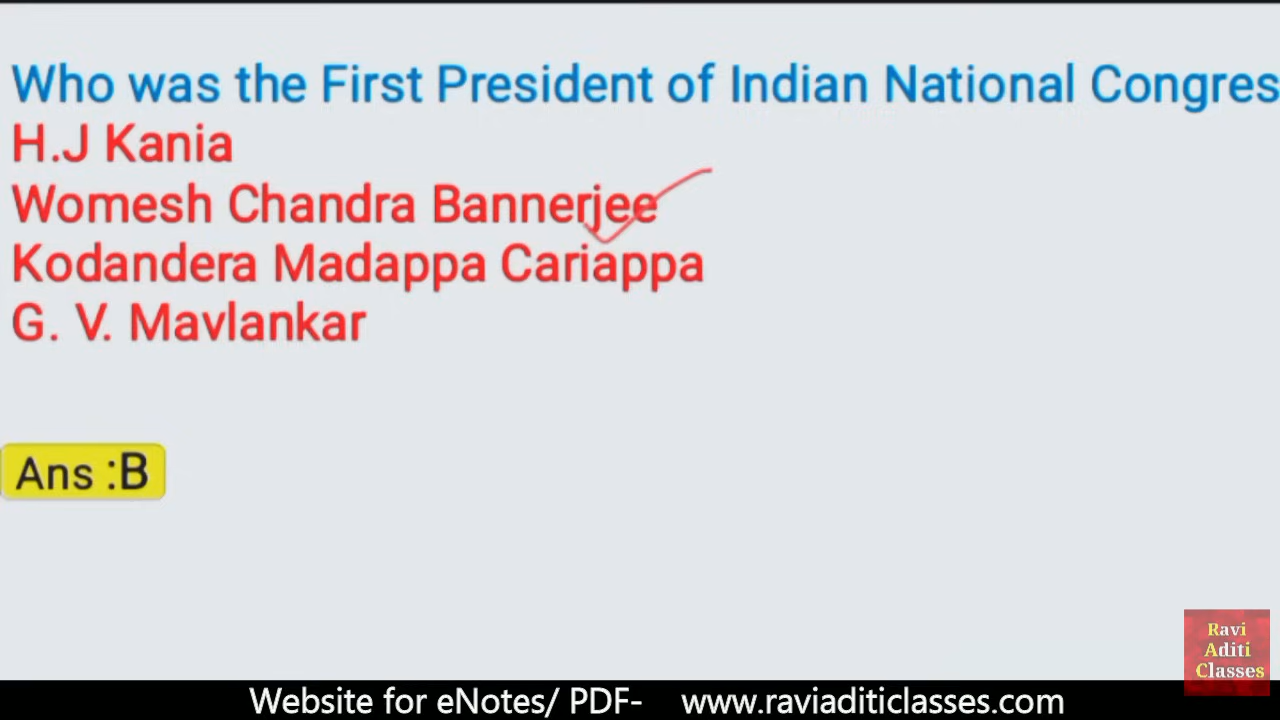 Who was the First President of Indian National Congres
H.J Kania
Womesh Chandra Bannerjee
Kodandera Madappa Cariappa
G. V. Mavlankar
Ans :B
Ravi
Aditi
Classes
Website for eNotes/ PDF- www.raviaditiclasses.com